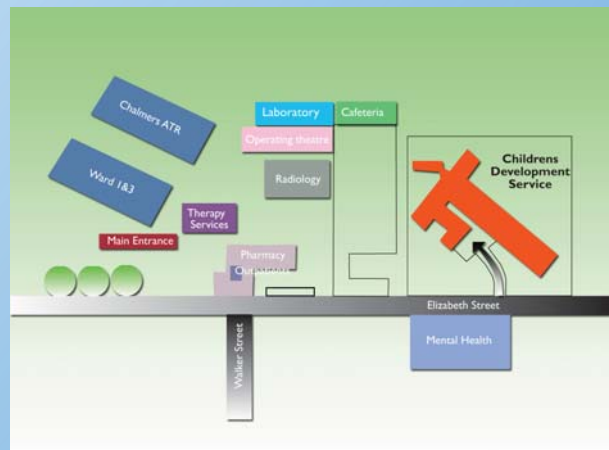 Chalmers ATR
Laboratory
Cafeteria
Operating theatre
Ward 1&3
Radiology
Childrens
Development
Service
Therapy
Services
Main Entrance
Pharmacy
Outpatients
Elizabeth Street
Walker Street
Mental Health